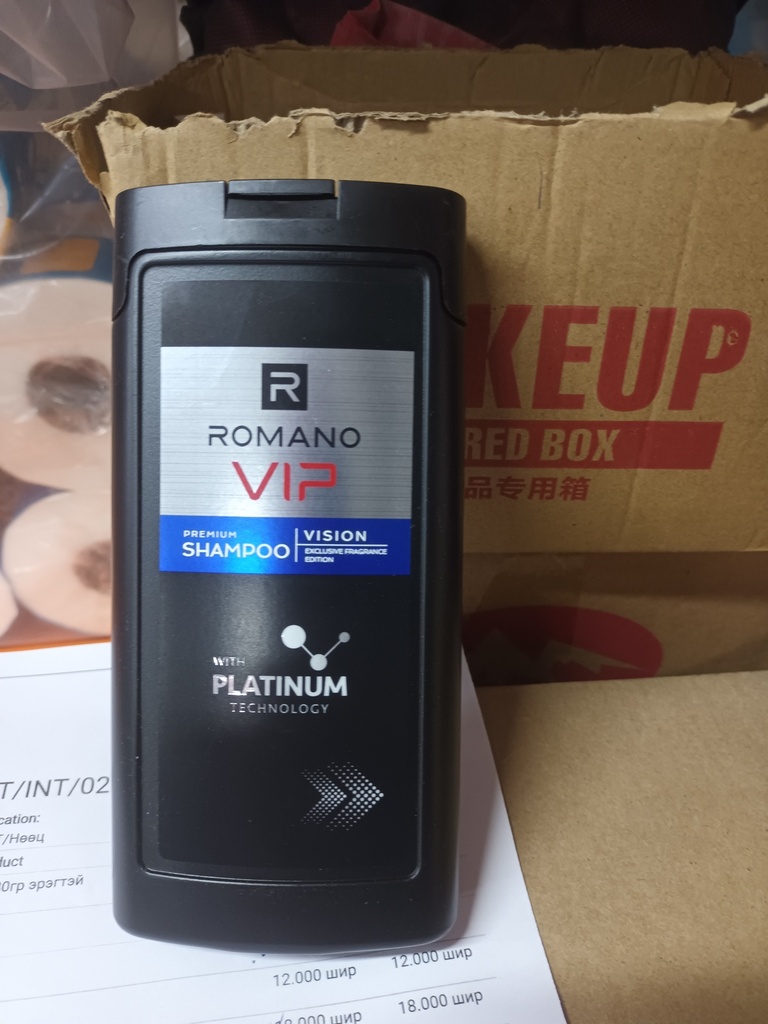 R
ROMANO
VIP
PREMIUM
SHAMPOO
VISION
EXCLUSIVE FRAGRANCE
EDITION
WITH
PLATINUM
TECHNOLOGY
KEUP®
RED BOX
品专用箱
T/INT/02
cation:
T/Нөөц
duct
0гр эрэгтэй
12.000 шир 12.000 шир
18.000 шир